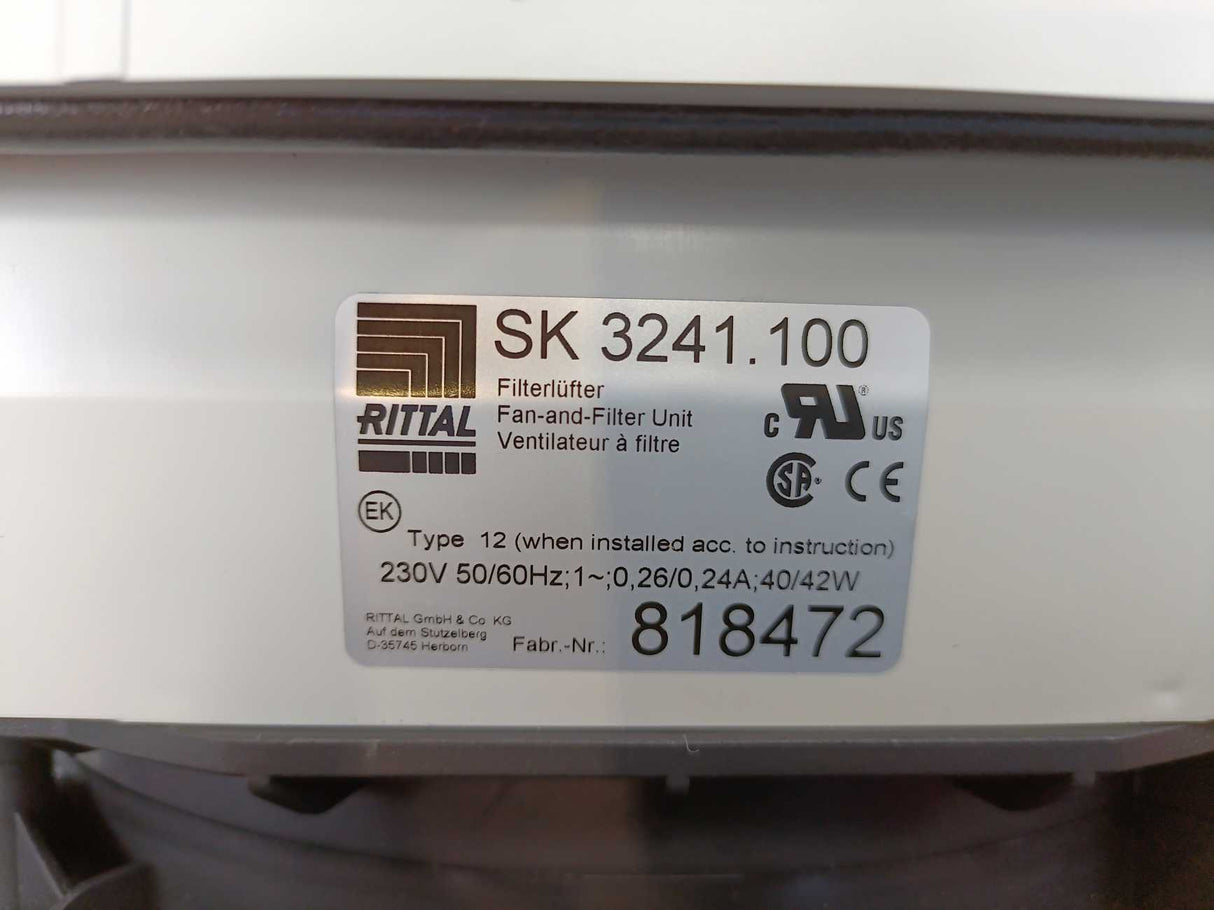 SK 3241.100
RITTAL
Filterlüfter
Fan-and-Filter Unit
Ventilateur à filtre
c RU ® US
SA ® CE
EK
Type 12 (when installed acc. to instruction)
230V 50/60Hz;1~;0,26/0,24A;40/42W
RITTAL GmbH & Co KG
Auf dem Stutzelberg
D-35745 Herborn
Fabr.-Nr.: 818472